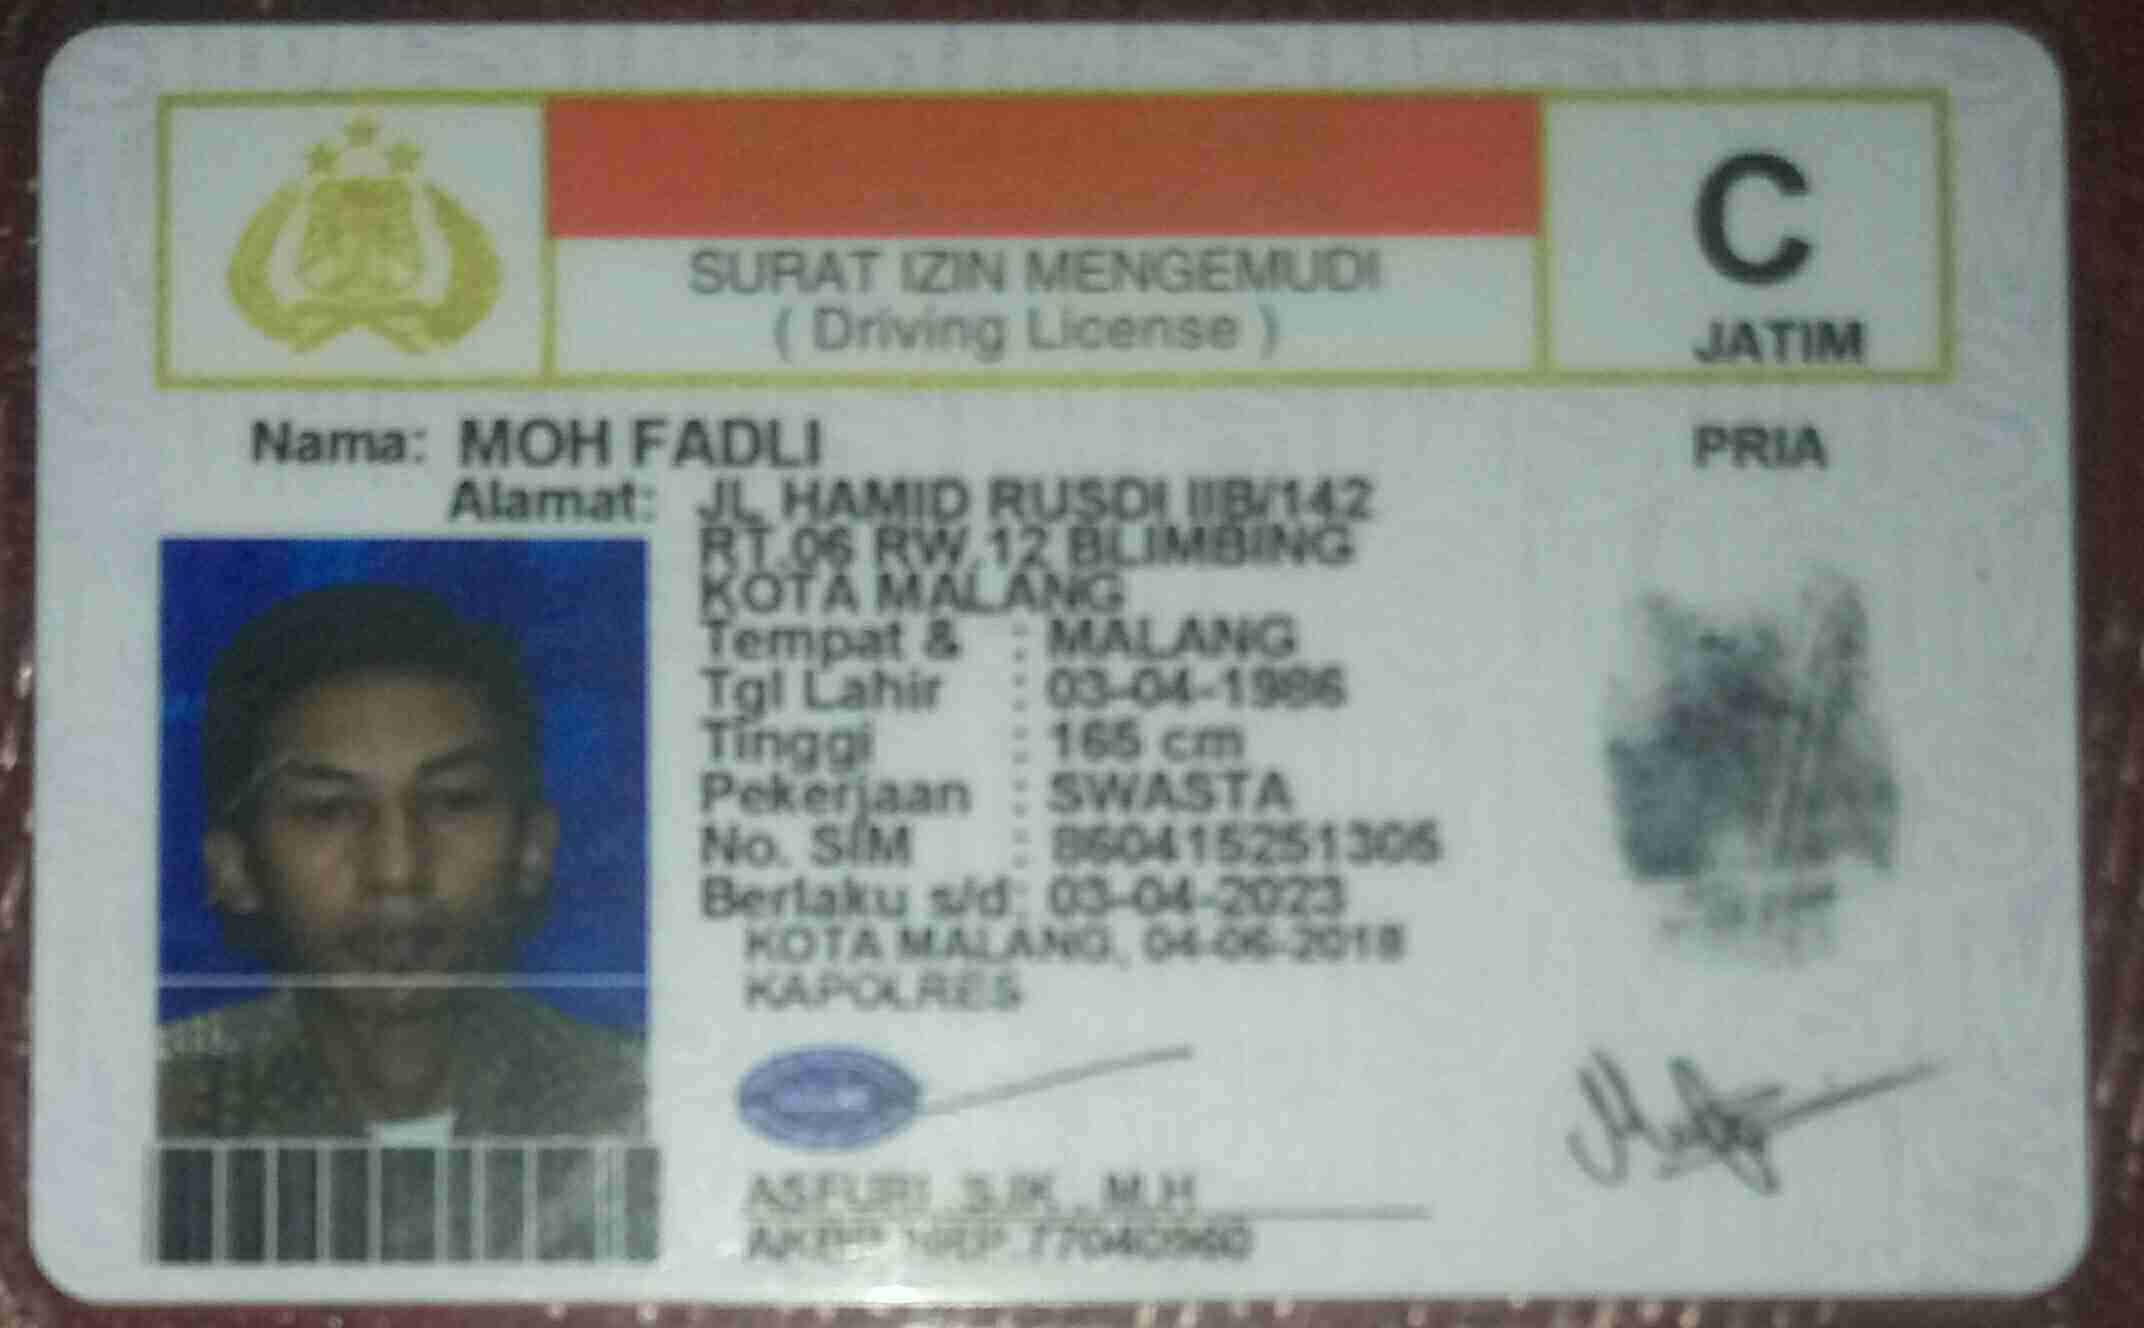 SURAT IZIN MENGEMUDI
( Driving License )
C
JATIM
Nama: MOH FADLI
PRIA
Alamat: JL HAMID RUSDI IIB/142
RT.06 RW.12 BLIMBING
KOTA MALANG
Tempat & : MALANG
Tgl Lahir : 03-04-1986
Tinggi : 165 cm
Pekerjaan : SWASTA
No. SIM : 860415251305
Berlaku s/d: 03-04-2023
KOTA MALANG, 04-06-2018
KAPOLRES
ASFURI, S.IK., M.H
AKBP NRP.77040960